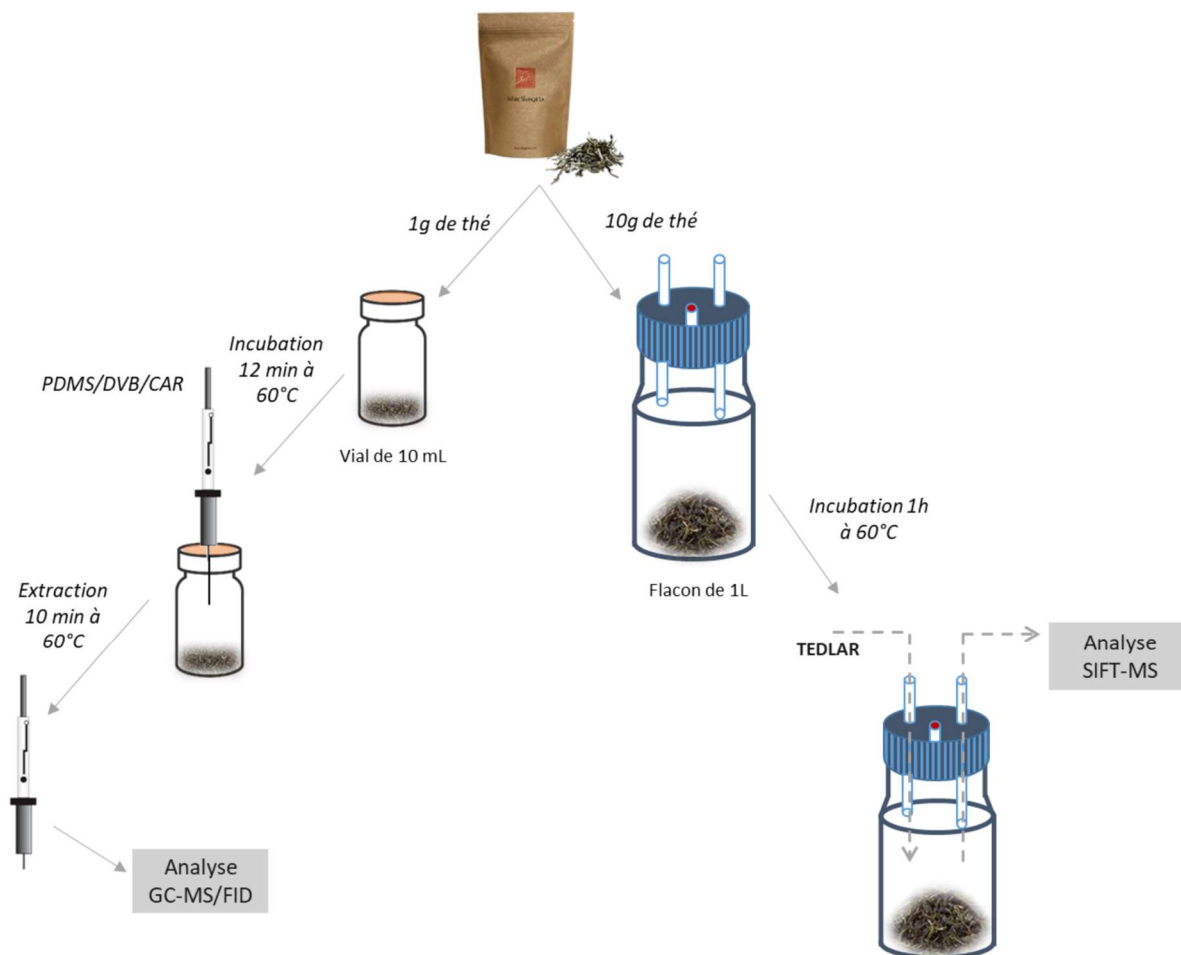 1g de thé
10g de thé
Incubation
12 min à
60°C
PDMS/DVB/CAR
Vial de 10 mL
Extraction
10 min à
60°C
Analyse
GC-MS/FID
Flacon de 1L
Incubation 1h
à 60°C
TEDLAR
Analyse
SIFT-MS